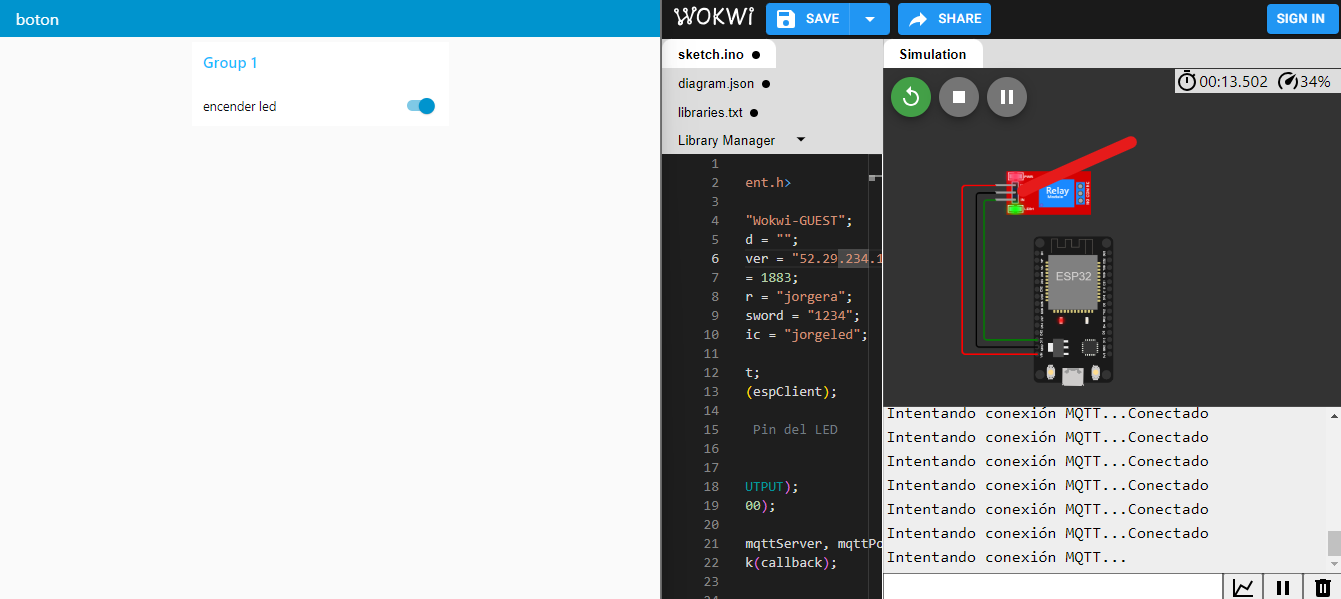 boton
Group 1
encender led
WOKWI
SAVE
SHARE
SIGN IN
sketch.ino
diagram.json
libraries.txt
Library Manager
Simulation
00:13.502
34%
1
2 ent.h>
3
4 "Wokwi-GUEST";
5 d = "";
6 ver = "52.29.234.1
7 = 1883;
8 r = "jorgera";
9 sword = "1234";
10 ic = "jorgeled";
11
12 t;
13 (espClient);
14
15 Pin del LED
16
17
18 UTPUT);
19 00);
20
21 mqttServer, mqttPo
22 k(callback);
23
24
Relay
Module
ESP32
Intentando conexión MQTT...Conectado
Intentando conexión MQTT...Conectado
Intentando conexión MQTT...Conectado
Intentando conexión MQTT...Conectado
Intentando conexión MQTT...Conectado
Intentando conexión MQTT...Conectado
Intentando conexión MQTT...